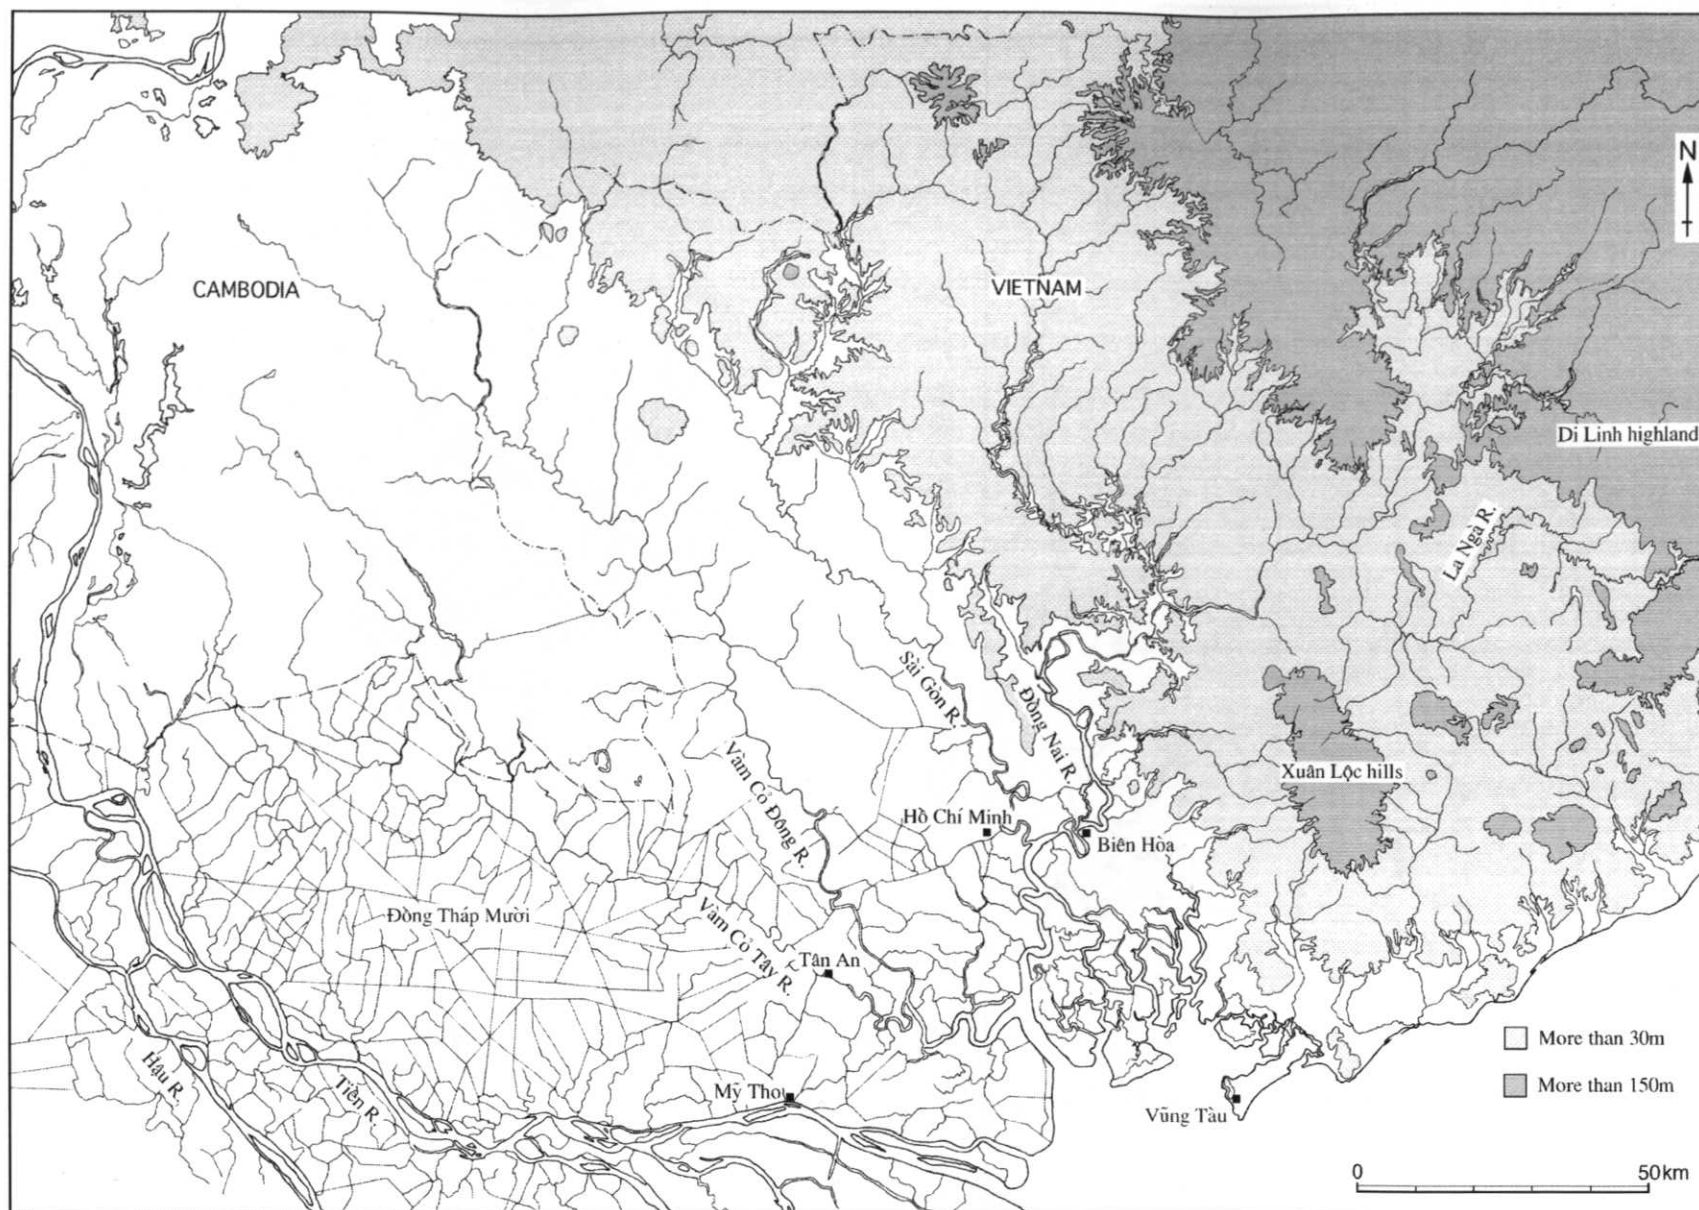 N
CAMBODIA
VIETNAM
Di Linh highland
La Ngà R.
Sài Gòn R.
Đồng Nai R.
Vàm Cỏ Đông R.
Xuân Lộc hills
Hồ Chí Minh
Biên Hòa
Đồng Tháp Mười
Vàm Cỏ Tây R.
Tân An
More than 30m
Hậu R.
Tiền R.
Mỹ Tho
More than 150m
Vũng Tàu
0 50km